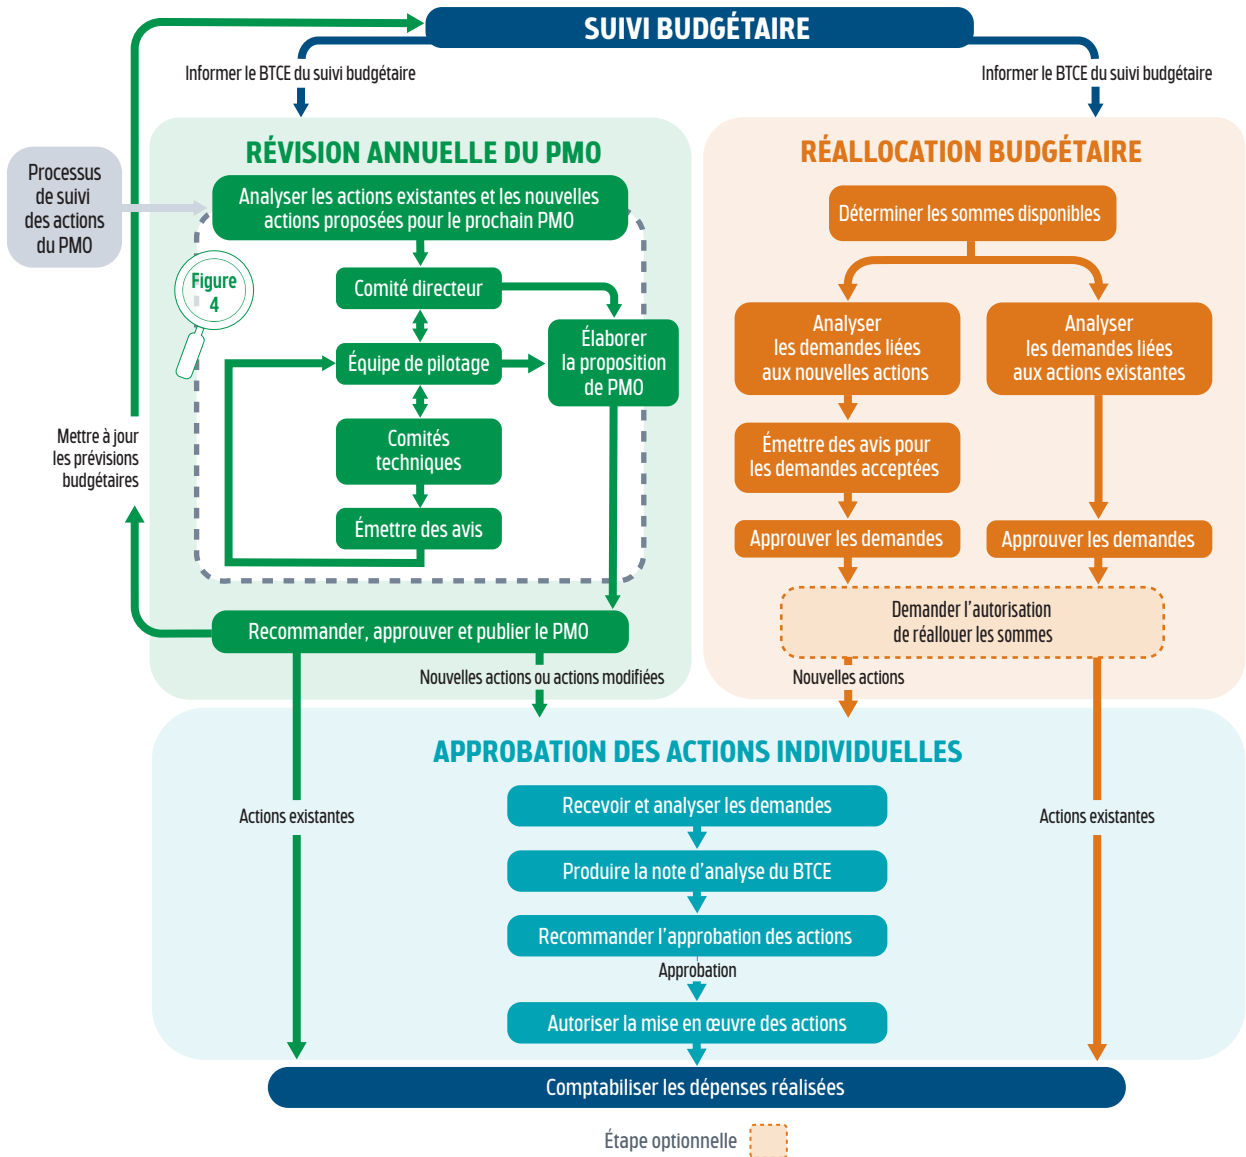 SUIVI BUDGÉTAIRE
Informer le BTCE du suivi budgétaire
Informer le BTCE du suivi budgétaire
Processus
de suivi
des actions
du PMO
RÉVISION ANNUELLE DU PMO
Analyser les actions existantes et les nouvelles
actions proposées pour le prochain PMO
Figure
4
Comité directeur
Équipe de pilotage
Élaborer
la proposition
de PMO
Comités
techniques
Émettre des avis
Mettre à jour
les prévisions
budgétaires
Recommander, approuver et publier le PMO
Nouvelles actions ou actions modifiées
RÉALLOCATION BUDGÉTAIRE
Déterminer les sommes disponibles
Analyser
les demandes liées
aux nouvelles actions
Analyser
les demandes liées
aux actions existantes
Émettre des avis pour
les demandes acceptées
Approuver les demandes
Approuver les demandes
Demander l'autorisation
de réallouer les sommes
Nouvelles actions
APPROBATION DES ACTIONS INDIVIDUELLES
Recevoir et analyser les demandes
Actions existantes
Actions existantes
Produire la note d'analyse du BTCE
Recommander l'approbation des actions
Approbation
Autoriser la mise en œuvre des actions
Comptabiliser les dépenses réalisées
Étape optionnelle